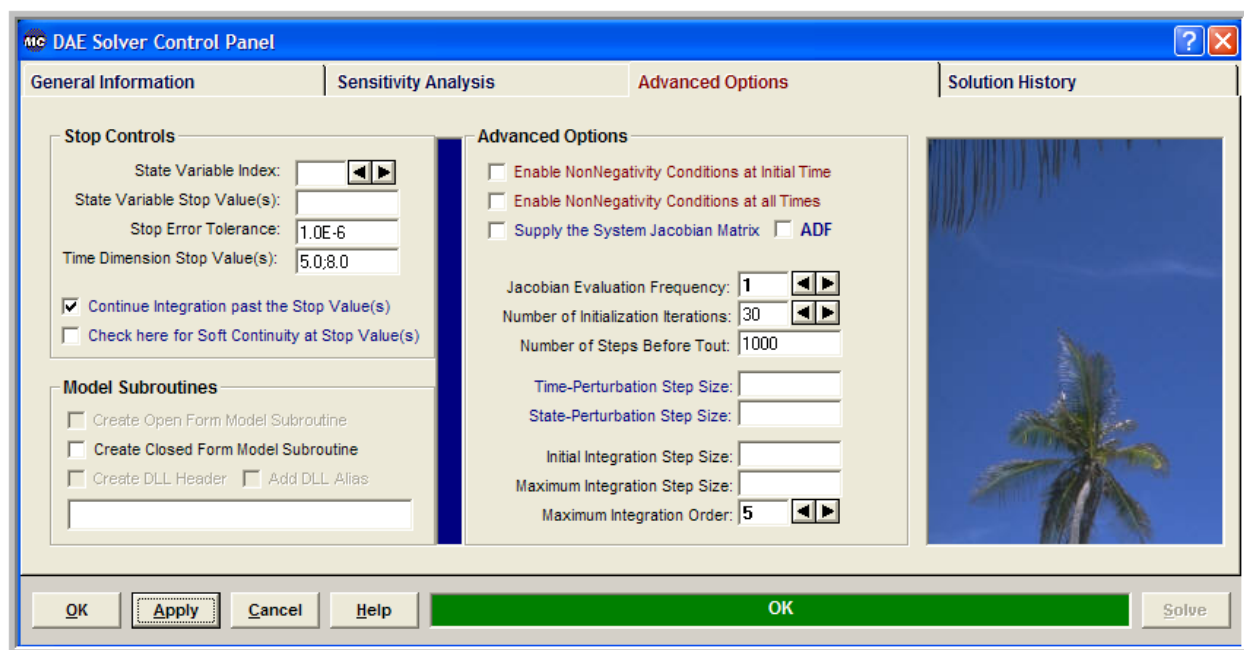 MC DAE Solver Control Panel
General Information
Sensitivity Analysis
Advanced Options
Solution History
Stop Controls
State Variable Index:
State Variable Stop Value(s):
Stop Error Tolerance: 1.0E-6
Time Dimension Stop Value(s): 5.0;8.0
Continue Integration past the Stop Value(s)
Check here for Soft Continuity at Stop Value(s)
Model Subroutines
Create Open Form Model Subroutine
Create Closed Form Model Subroutine
Create DLL Header Add DLL Alias
Advanced Options
Enable NonNegativity Conditions at Initial Time
Enable NonNegativity Conditions at all Times
Supply the System Jacobian Matrix ADF
Jacobian Evaluation Frequency: 1
Number of Initialization Iterations: 30
Number of Steps Before Tout: 1000
Time-Perturbation Step Size:
State-Perturbation Step Size:
Initial Integration Step Size:
Maximum Integration Step Size:
Maximum Integration Order: 5
OK Apply Cancel Help OK Solve